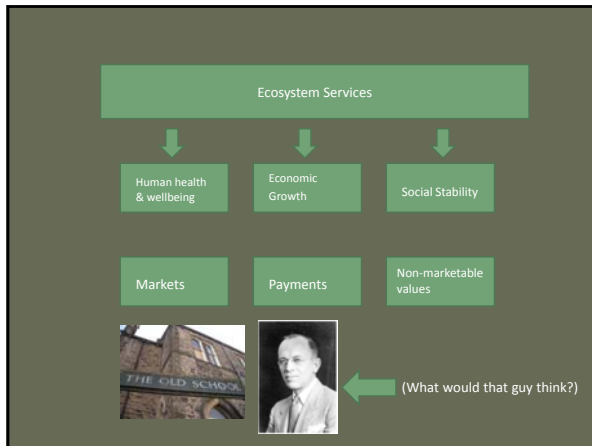 Ecosystem Services
Human health
& wellbeing
Economic
Growth
Social Stability
Markets
Payments
Non-marketable
values
THE OLD SCHOOL
(What would that guy think?)